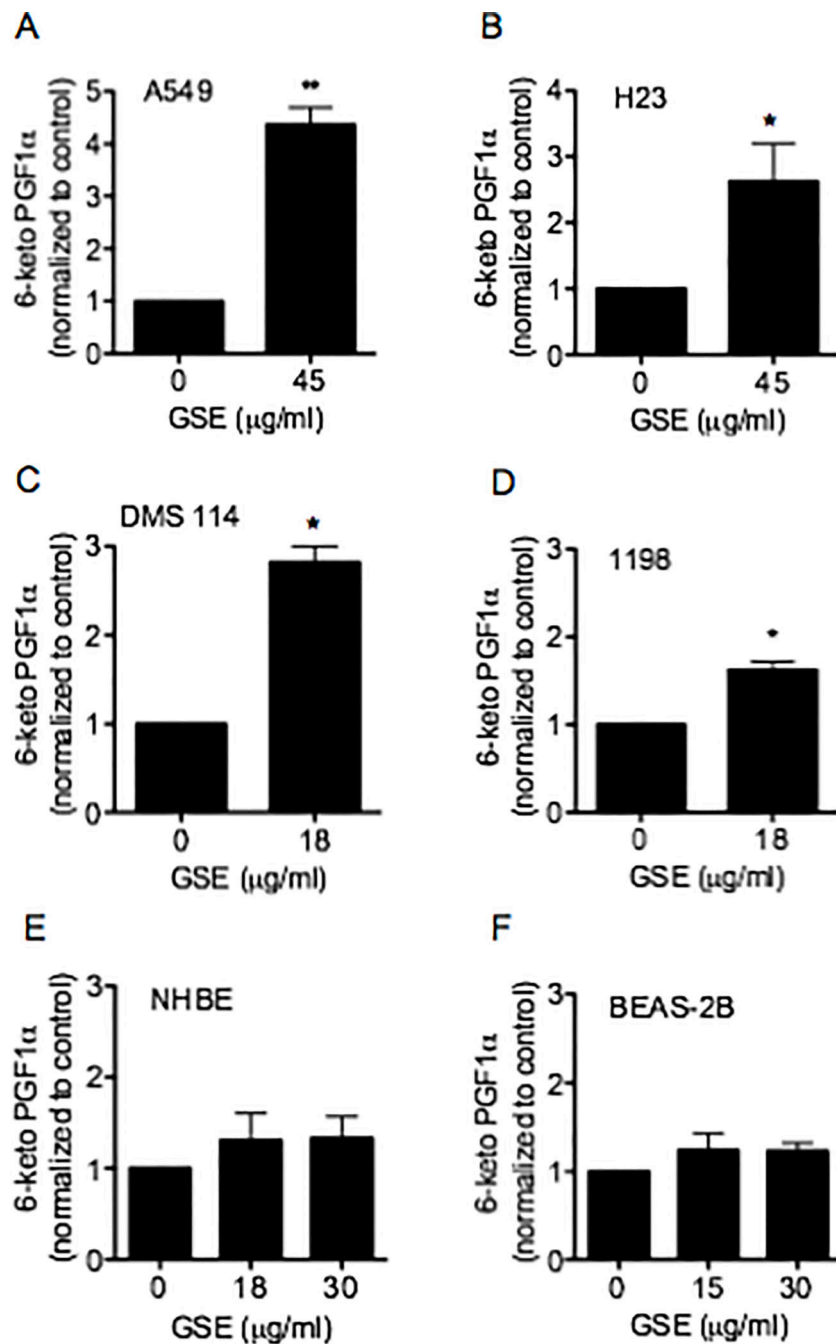 A
6-keto PGF1α
(normalized to control)
5
4
3
2
1
0
A549
**
0 45
GSE (μg/ml)
B
6-keto PGF1α
(normalized to control)
4
3
2
1
0
H23
*
0 45
GSE (μg/ml)
C
6-keto PGF1α
(normalized to control)
3
2
1
0
DMS 114
*
0 18
GSE (μg/ml)
D
6-keto PGF1α
(normalized to control)
3
2
1
0
1198
*
0 18
GSE (μg/ml)
E
6-keto PGF1α
(normalized to control)
3
2
1
0
NHBE
0 18 30
GSE (μg/ml)
F
6-keto PGF1α
(normalized to control)
3
2
1
0
BEAS-2B
0 15 30
GSE (μg/ml)